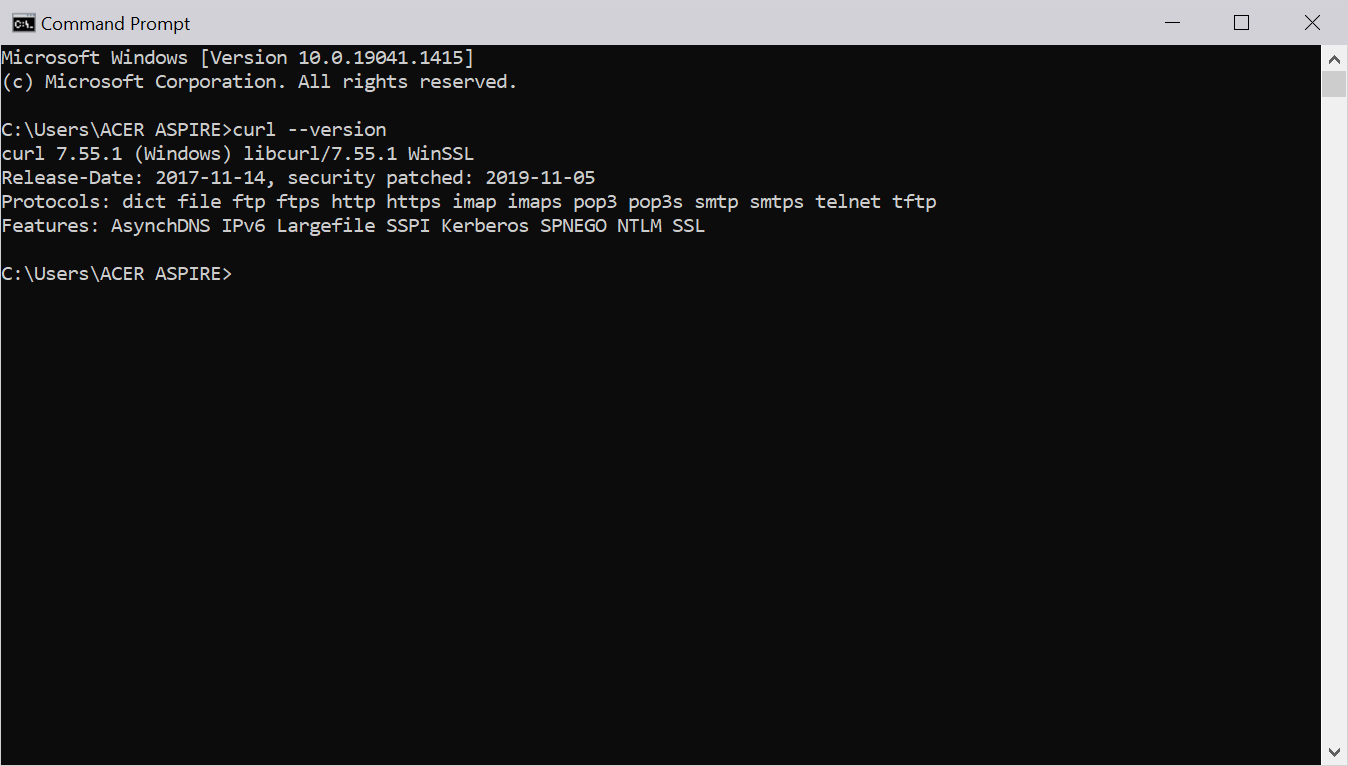 Command Prompt
Microsoft Windows [Version 10.0.19041.1415]
(c) Microsoft Corporation. All rights reserved.
C:\Users\ACER ASPIRE>curl --version
curl 7.55.1 (Windows) libcurl/7.55.1 WinSSL
Release-Date: 2017-11-14, security patched: 2019-11-05
Protocols: dict file ftp ftps http https imap imaps pop3 pop3s smtp smtps telnet tftp
Features: AsynchDNS IPv6 Largefile SSPI Kerberos SPNEGO NTLM SSL
C:\Users\ACER ASPIRE>